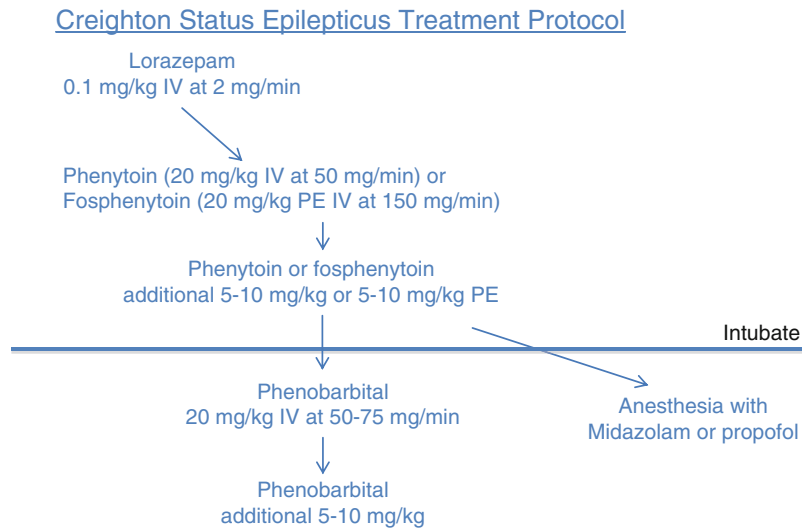 Creighton Status Epilepticus Treatment Protocol
Lorazepam
0.1 mg/kg IV at 2 mg/min
Phenytoin (20 mg/kg IV at 50 mg/min) or
Fosphenytoin (20 mg/kg PE IV at 150 mg/min)
Phenytoin or fosphenytoin
additional 5-10 mg/kg or 5-10 mg/kg PE
Intubate
Phenobarbital
20 mg/kg IV at 50-75 mg/min
Anesthesia with
Midazolam or propofol
Phenobarbital
additional 5-10 mg/kg